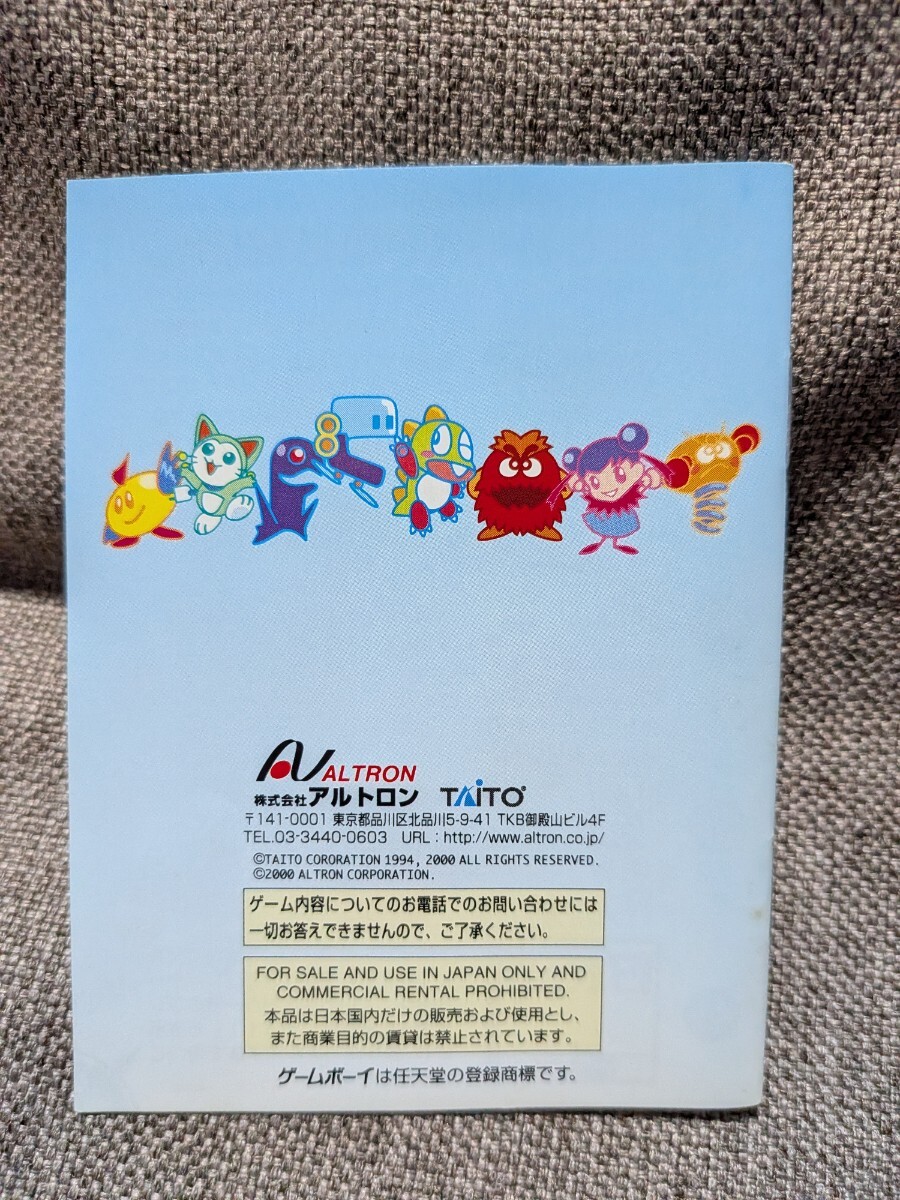 ALTRON
株式会社アルトロン TAITO
〒141-0001 東京都品川区北品川5-9-41 TKB御殿山ビル4F
TEL.03-3440-0603 URL：http://www.altron.co.jp/
©TAITO CORORATION 1994, 2000 ALL RIGHTS RESERVED.
©2000 ALTRON CORPORATION.
ゲーム内容についてのお電話でのお問い合わせには
一切お答えできませんので、ご了承ください。
FOR SALE AND USE IN JAPAN ONLY AND
COMMERCIAL RENTAL PROHIBITED.
本品は日本国内だけの販売および使用とし、
また商業目的の賃貸は禁止されています。
ゲームボーイは任天堂の登録商標です。